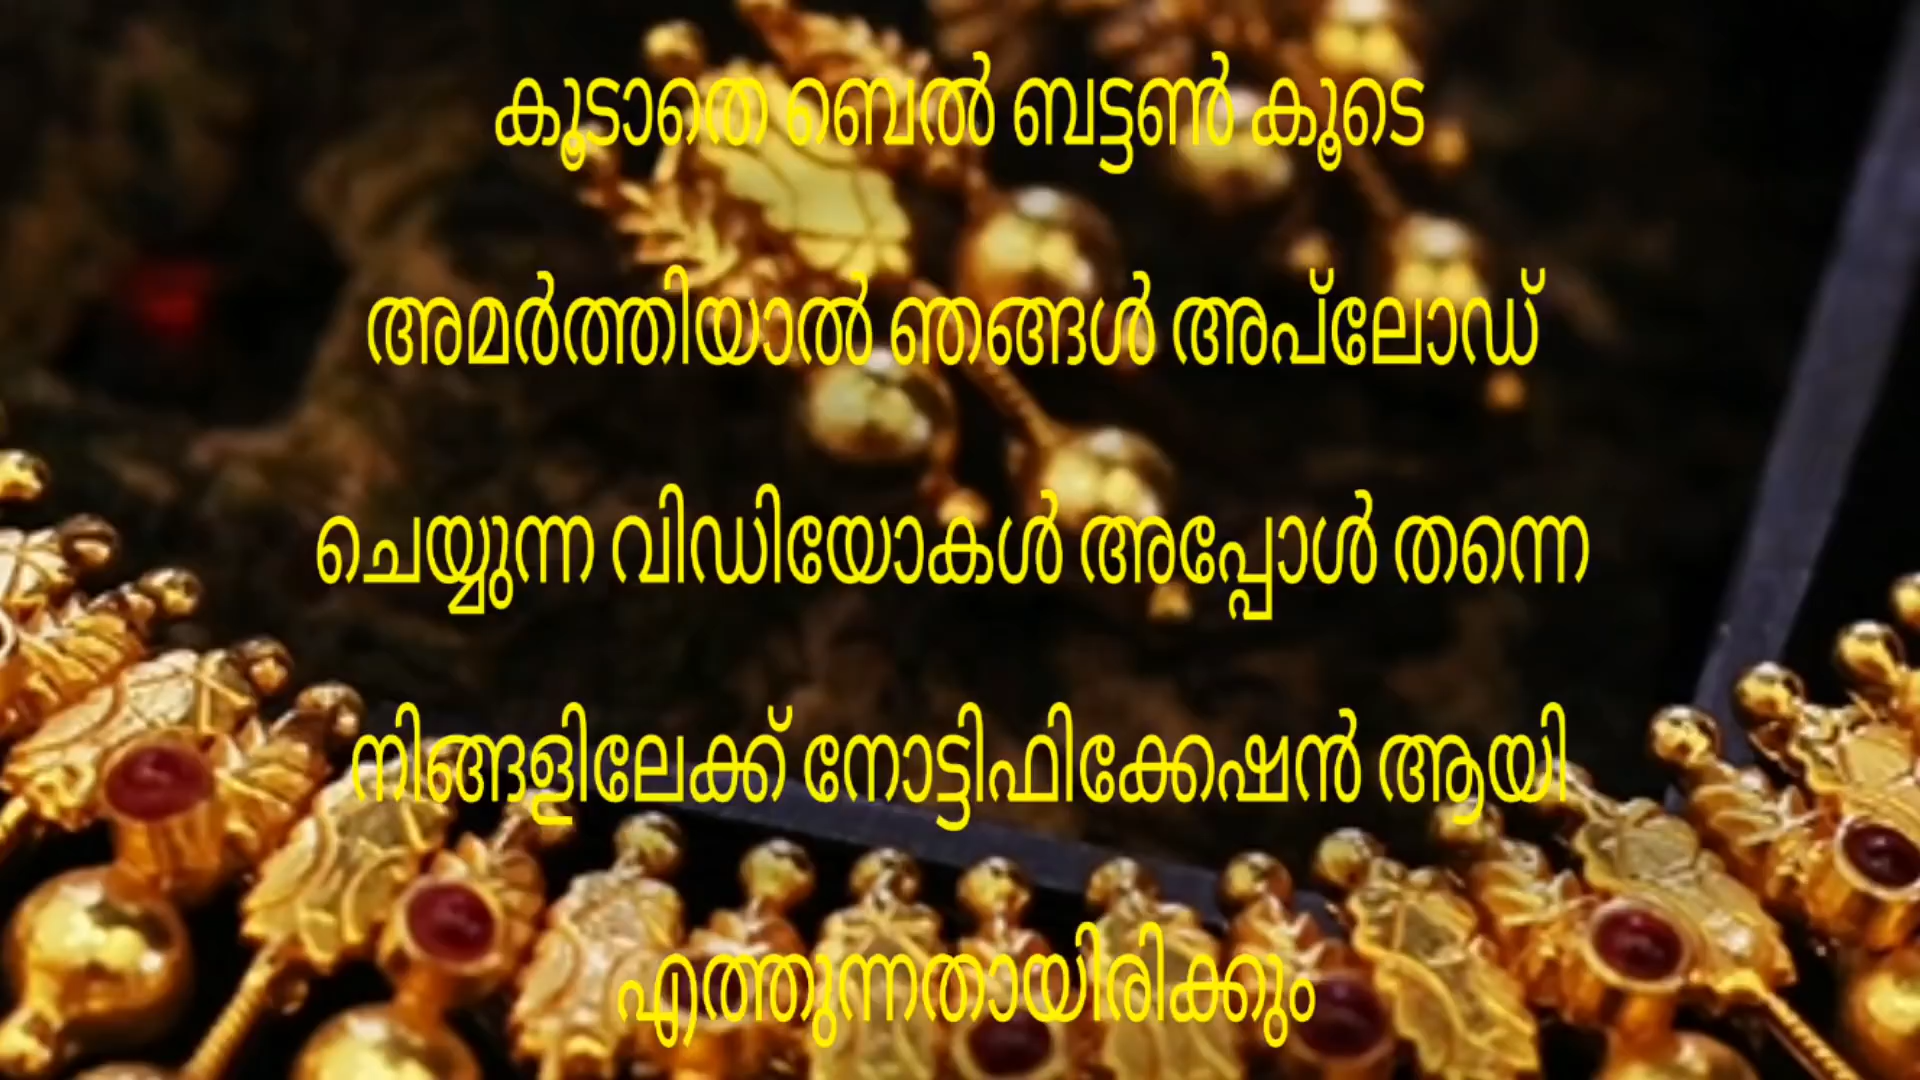 കൂടാതെ ബെൽ ബട്ടൺ കൂടെ
അമർത്തിയാൽ ഞങ്ങൾ അപ്‌ലോഡ്
ചെയ്യുന്ന വിഡിയോകൾ അപ്പോൾ തന്നെ
നിങ്ങളിലേക്ക് നോട്ടിഫിക്കേഷൻ ആയി
എത്തുന്നതായിരിക്കും